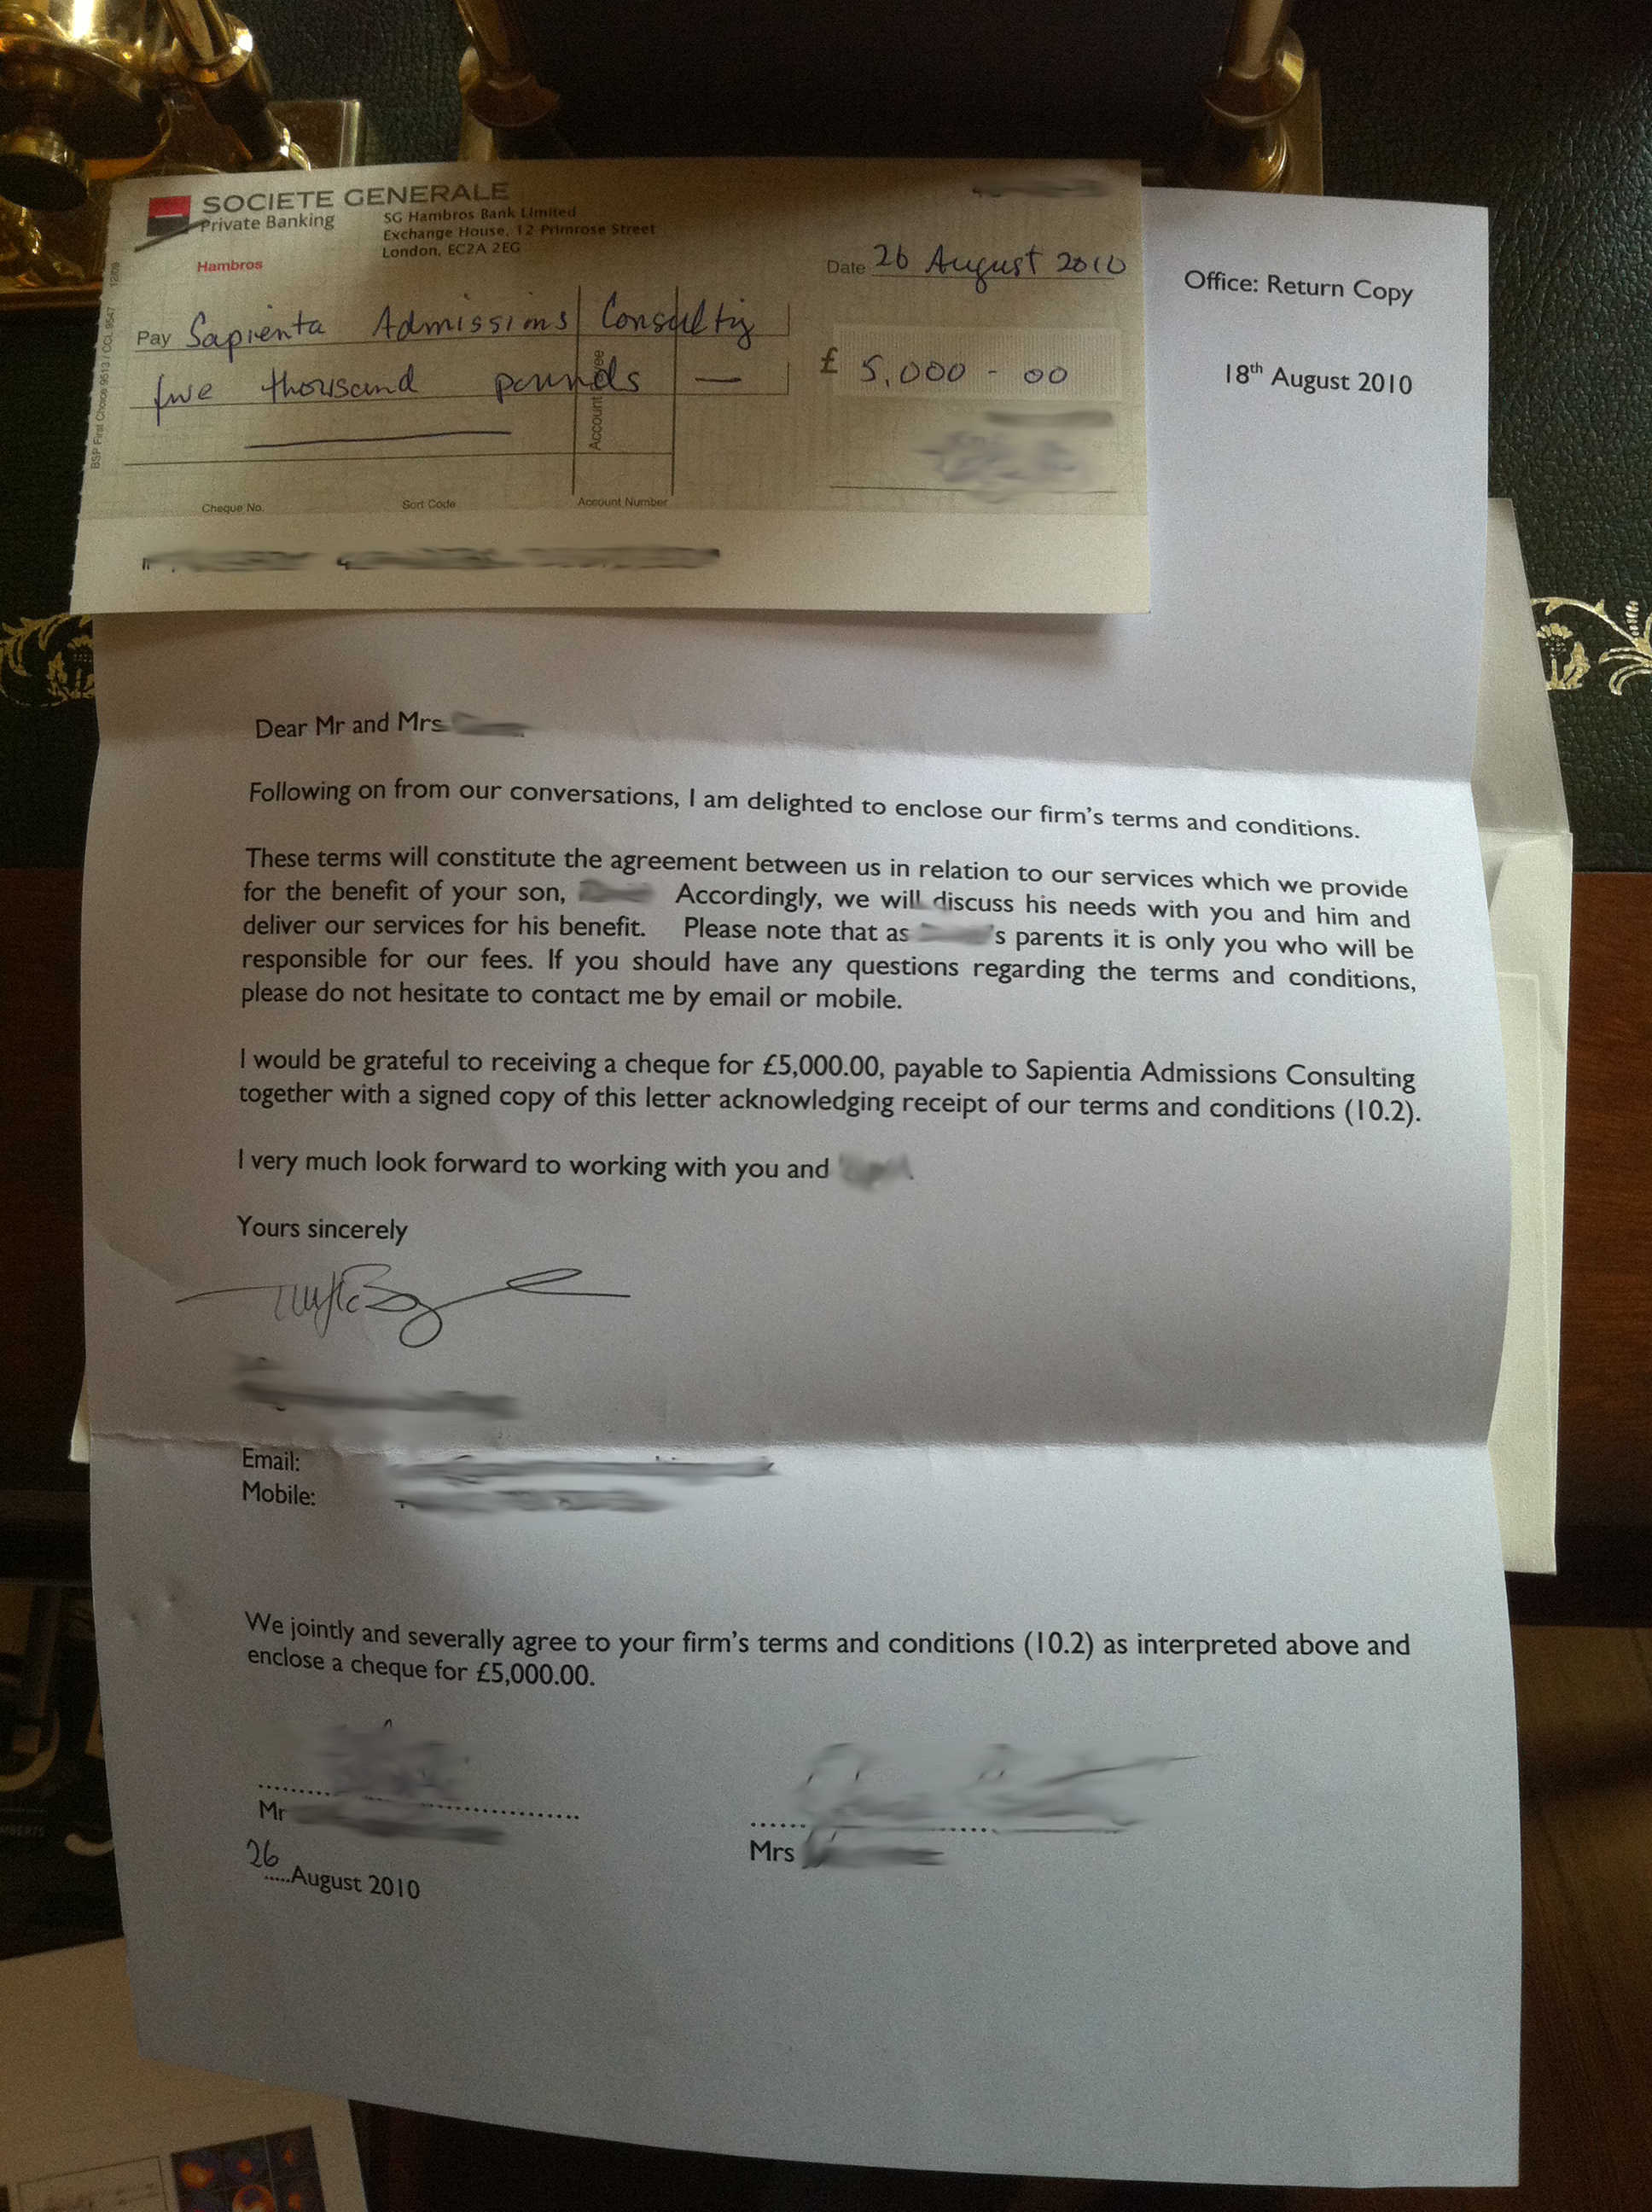 SOCIETE GENERALE
Private Banking
SG Hambros Bank Limited
Exchange House, 12 Primrose Street
London, EC2A 2EG
Hambros
Date 26 August 2010
Pay Sapienta Admissions Consulting
five thousand pounds —
£ 5,000 - 00
Account Payee
Cheque No. Sort Code Account Number
BSP First Choice 9513 / CCL 9547 12/09
Office: Return Copy
18th August 2010
Dear Mr and Mrs
Following on from our conversations, I am delighted to enclose our firm's terms and conditions.
These terms will constitute the agreement between us in relation to our services which we provide
for the benefit of your son, Accordingly, we will discuss his needs with you and him and
deliver our services for his benefit. Please note that as 's parents it is only you who will be
responsible for our fees. If you should have any questions regarding the terms and conditions,
please do not hesitate to contact me by email or mobile.
I would be grateful to receiving a cheque for £5,000.00, payable to Sapientia Admissions Consulting
together with a signed copy of this letter acknowledging receipt of our terms and conditions (10.2).
I very much look forward to working with you and
Yours sincerely
Email:
Mobile:
We jointly and severally agree to your firm's terms and conditions (10.2) as interpreted above and
enclose a cheque for £5,000.00.
Mr
Mrs
26 August 2010